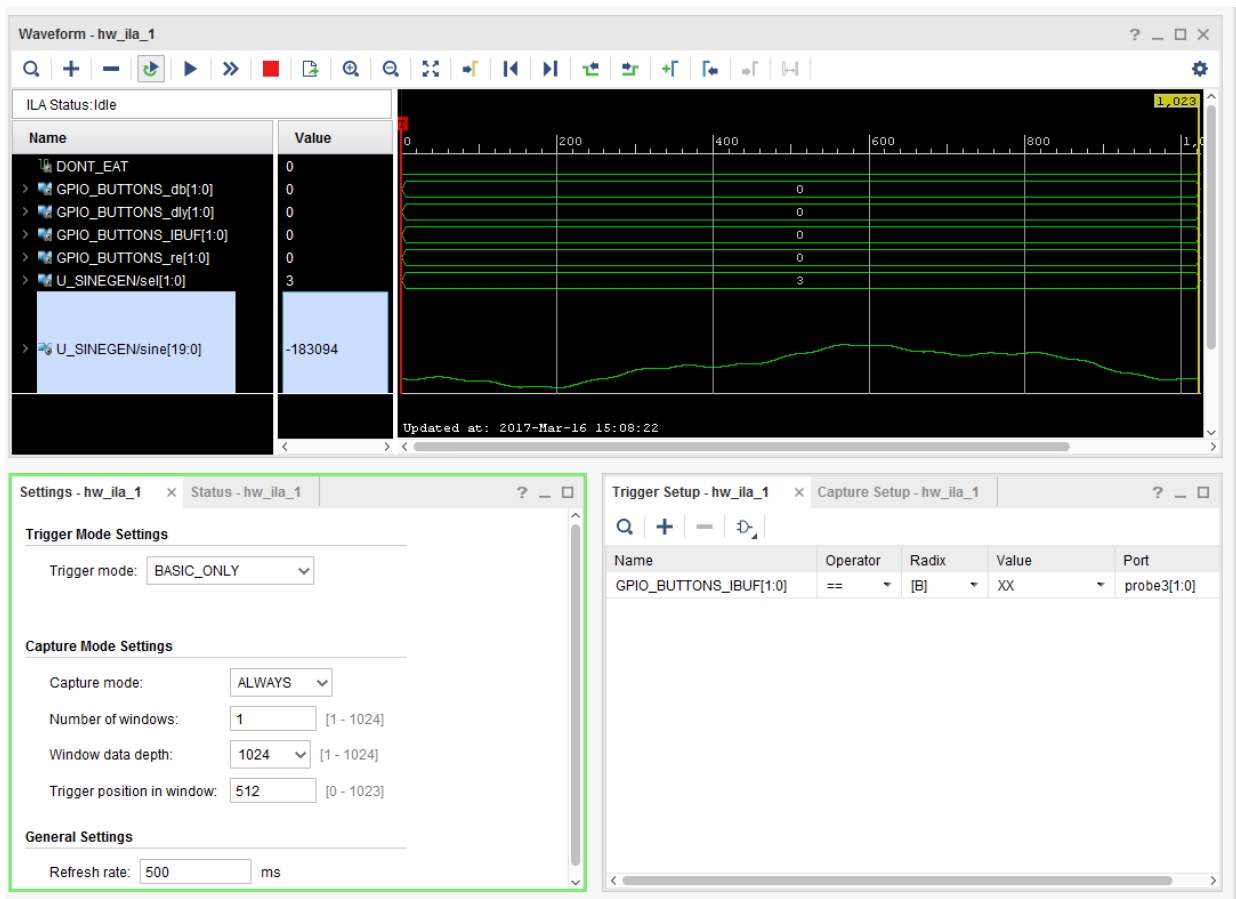 Waveform - hw_ila_1
ILA Status: Idle
1,023
Name Value
0 200 400 600 800 1,0
DONT_EAT 0
GPIO_BUTTONS_db[1:0] 0 0
GPIO_BUTTONS_dly[1:0] 0 0
GPIO_BUTTONS_IBUF[1:0] 0 0
GPIO_BUTTONS_re[1:0] 0 0
U_SINEGEN/sel[1:0] 3 3
U_SINEGEN/sine[19:0] -183094
Updated at: 2017-Mar-16 15:08:22
Settings - hw_ila_1 Status - hw_ila_1
Trigger Mode Settings
Trigger mode: BASIC_ONLY
Capture Mode Settings
Capture mode: ALWAYS
Number of windows: 1 [1 - 1024]
Window data depth: 1024 [1 - 1024]
Trigger position in window: 512 [0 - 1023]
General Settings
Refresh rate: 500 ms
Trigger Setup - hw_ila_1 Capture Setup - hw_ila_1
Name Operator Radix Value Port
GPIO_BUTTONS_IBUF[1:0] == [B] XX probe3[1:0]